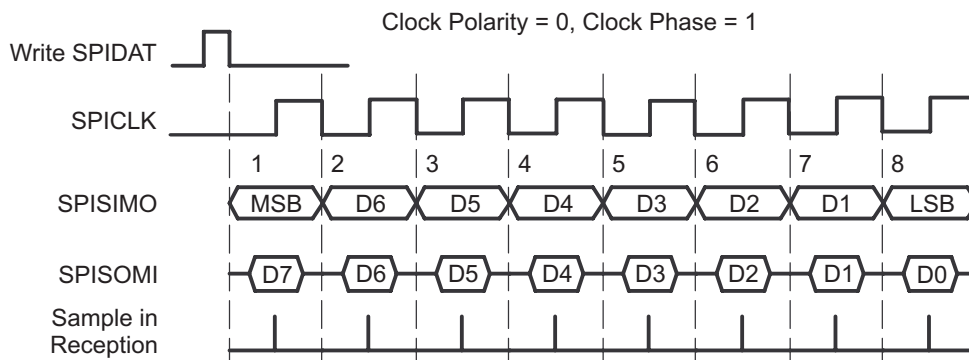 Clock Polarity = 0, Clock Phase = 1
Write SPIDAT
SPICLK
1 2 3 4 5 6 7 8
SPISIMO MSB D6 D5 D4 D3 D2 D1 LSB
SPISOMI D7 D6 D5 D4 D3 D2 D1 D0
Sample in
Reception